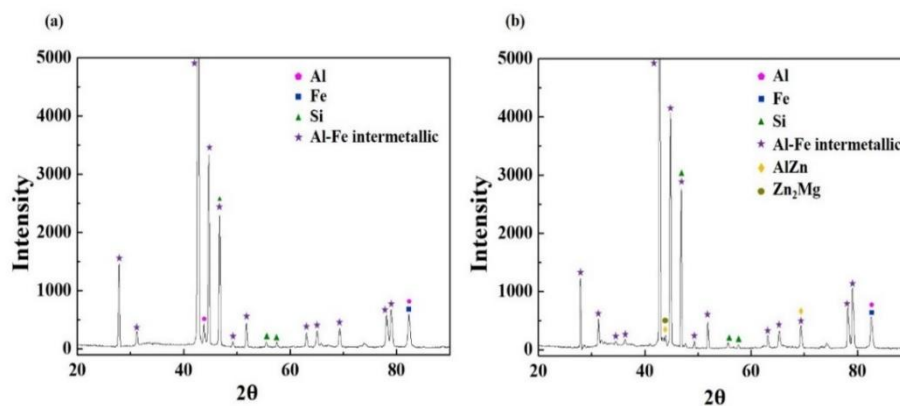 (a)
5000
4000
3000
2000
1000
0
Intensity
20
40
60
80
2θ
Al
Fe
Si
Al-Fe intermetallic
(b)
5000
4000
3000
2000
1000
0
Intensity
20
40
60
80
2θ
Al
Fe
Si
Al-Fe intermetallic
AlZn
Zn₂Mg